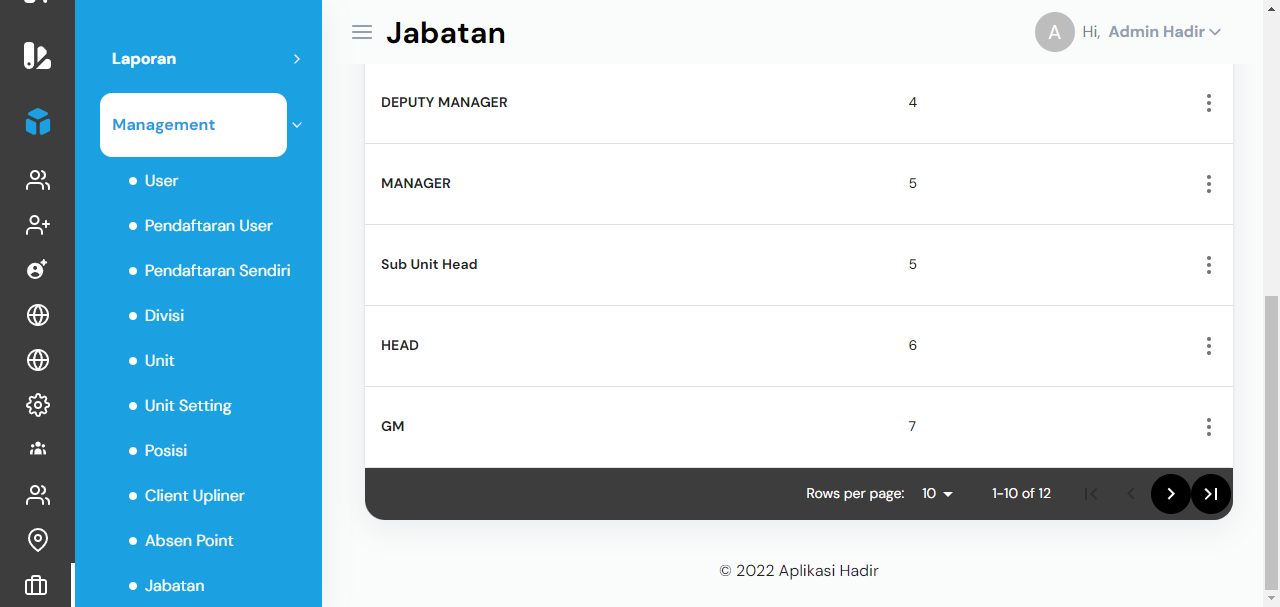 Laporan
Management
User
Pendaftaran User
Pendaftaran Sendiri
Divisi
Unit
Unit Setting
Posisi
Client Upliner
Absen Point
Jabatan
Jabatan
A Hi, Admin Hadir
DEPUTY MANAGER 4
MANAGER 5
Sub Unit Head 5
HEAD 6
GM 7
Rows per page: 10 1-10 of 12
© 2022 Aplikasi Hadir